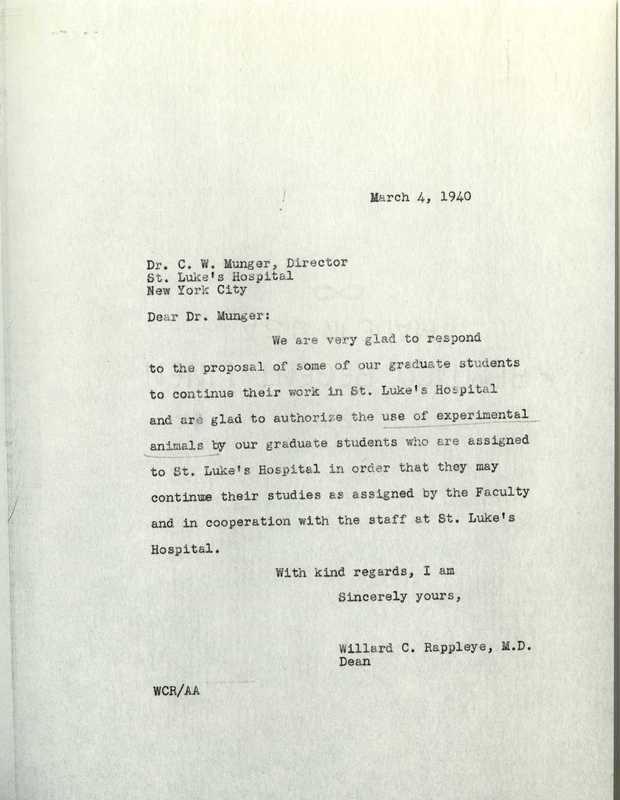 March 4, 1940
Dr. C. W. Munger, Director
St. Luke's Hospital
New York City
Dear Dr. Munger:
We are very glad to respond
to the proposal of some of our graduate students
to continue their work in St. Luke's Hospital
and are glad to authorize the use of experimental
animals by our graduate students who are assigned
to St. Luke's Hospital in order that they may
continue their studies as assigned by the Faculty
and in cooperation with the staff at St. Luke's
Hospital.
With kind regards, I am
Sincerely yours,
Willard C. Rappleye, M.D.
Dean
WCR/AA